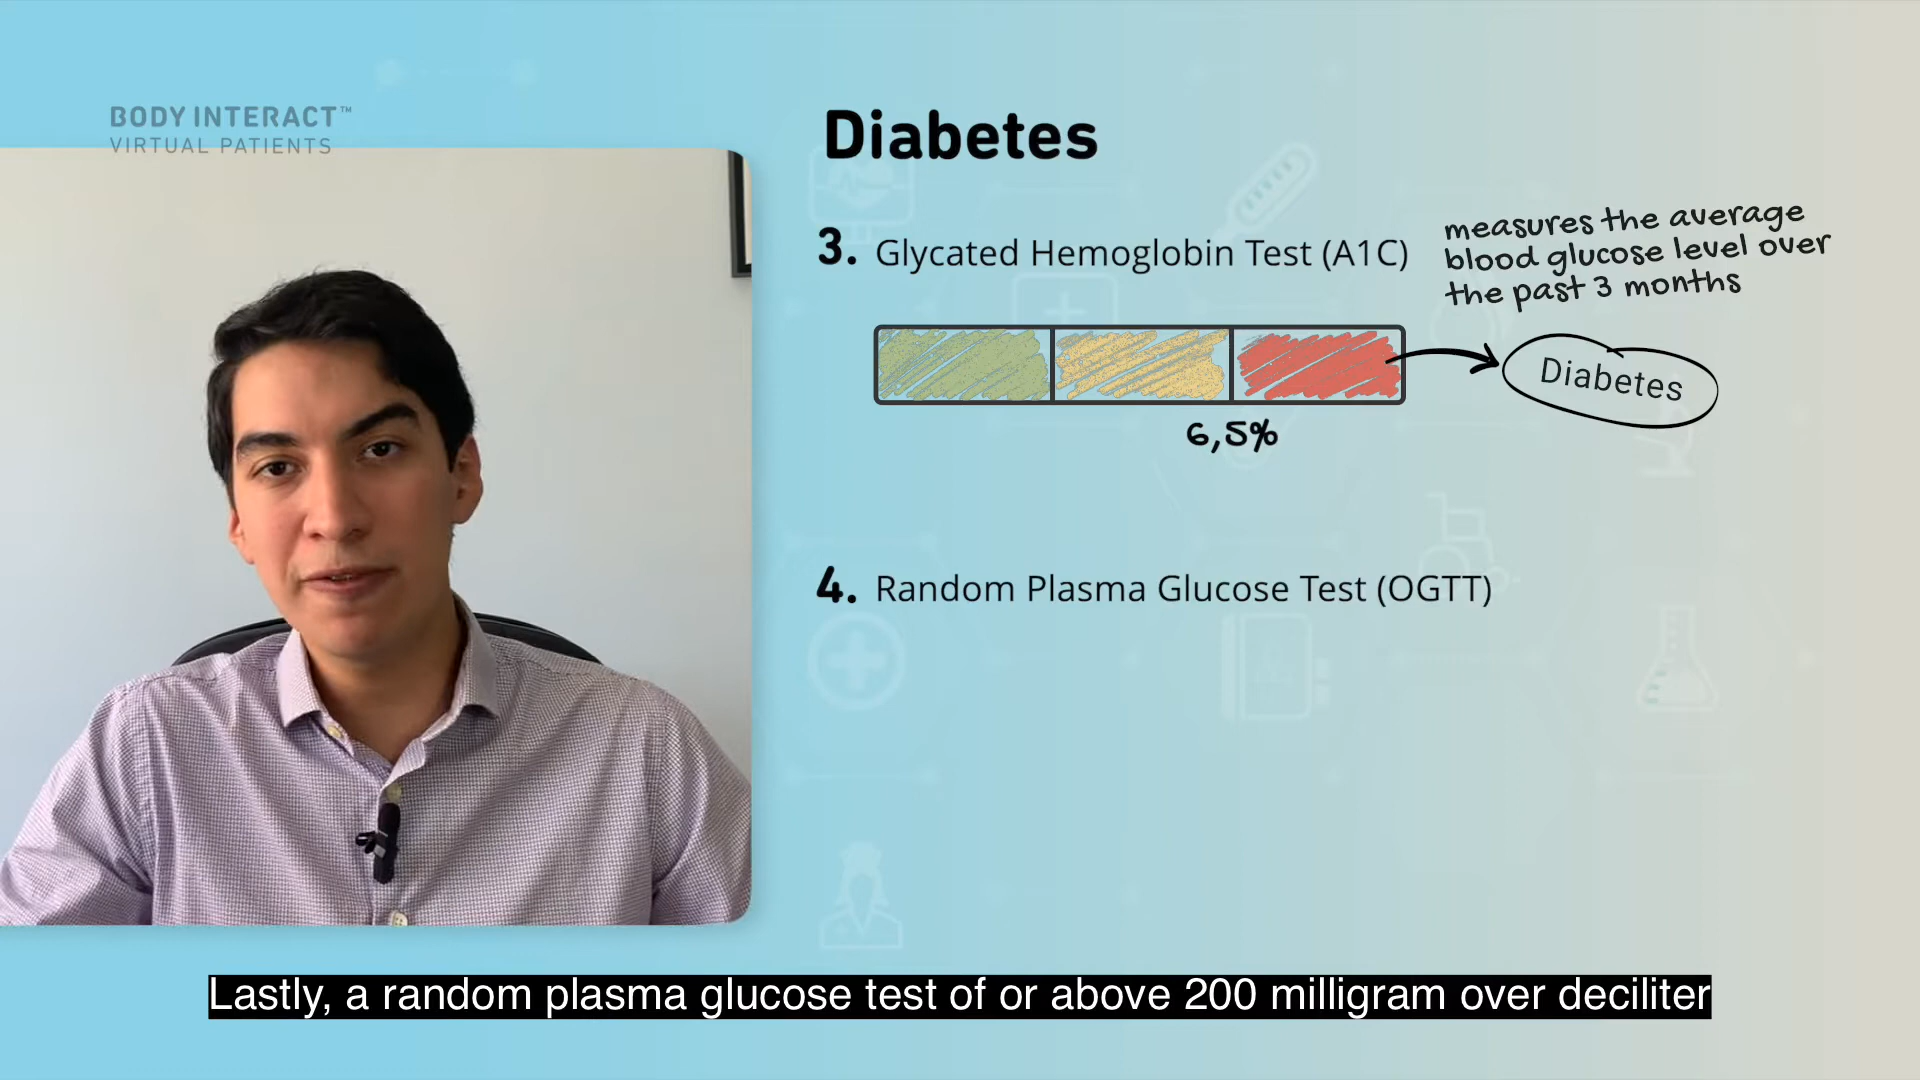 BODY INTERACT™
VIRTUAL PATIENTS
Diabetes
3. Glycated Hemoglobin Test (A1C)
measures the average
blood glucose level over
the past 3 months
Diabetes
6,5%
4. Random Plasma Glucose Test (OGTT)
Lastly, a random plasma glucose test of or above 200 milligram over deciliter